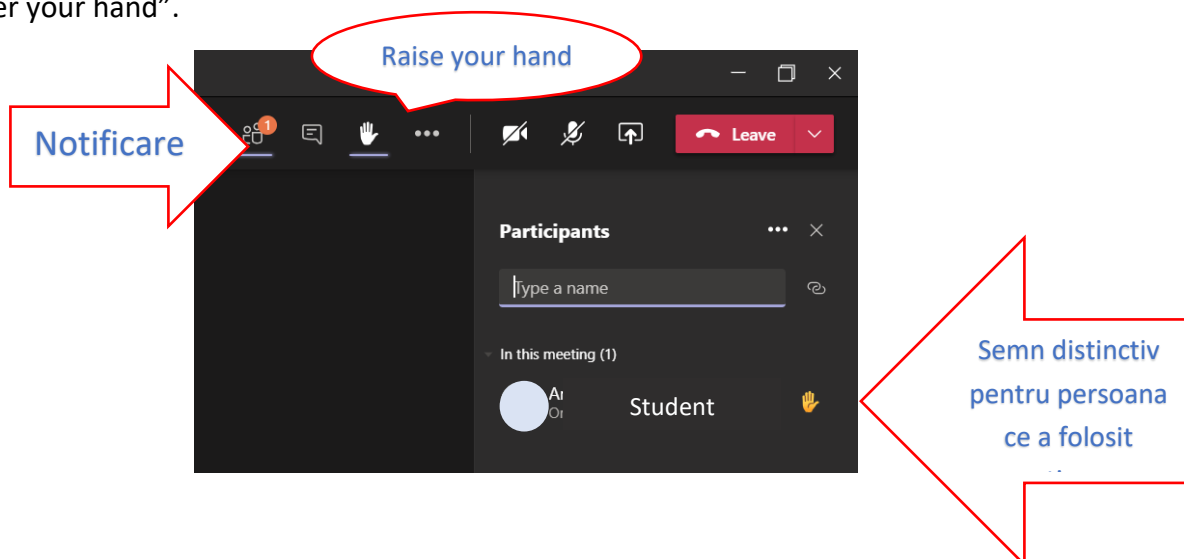 er your hand”.
Raise your hand
Notificare
1
Leave
Participants
Type a name
In this meeting (1)
Student
Semn distinctiv
pentru persoana
ce a folosit